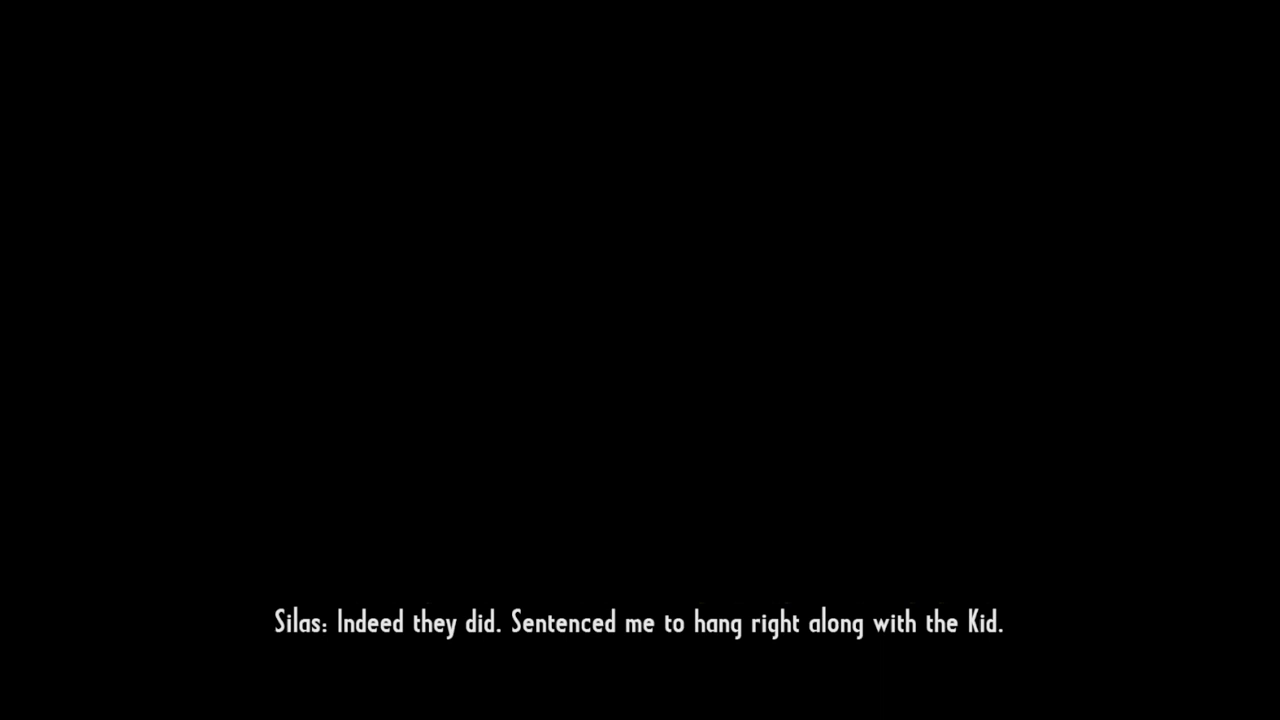 Silas: Indeed they did. Sentenced me to hang right along with the Kid.